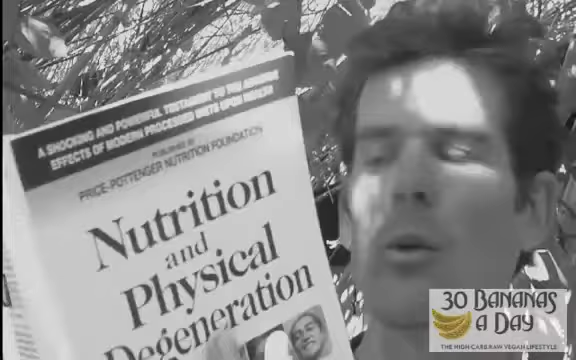 A SHOCKING AND POWERFUL TESTAMENT TO THE ADVERSE
EFFECTS OF MODERN PROCESSED DIETS UPON HEALTH
PUBLISHED BY
PRICE-POTTENGER NUTRITION FOUNDATION
Nutrition
and
Physical
Degeneration
30 BANANAS
A DAY
THE HIGH CARB RAW VEGAN LIFESTYLE